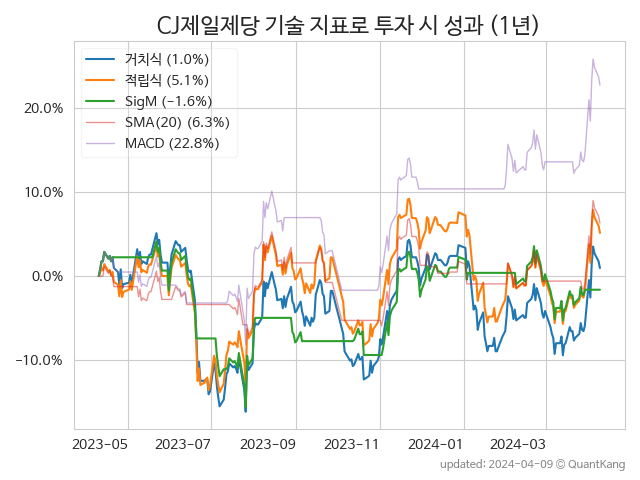 CJ제일제당 기술 지표로 투자 시 성과 (1년)
거치식 (1.0%)
적립식 (5.1%)
SigM (−1.6%)
SMA(20) (6.3%)
MACD (22.8%)
20.0%
10.0%
0.0%
−10.0%
2023-05 2023-07 2023-09 2023-11 2024-01 2024-03
updated: 2024-04-09 © QuantKang